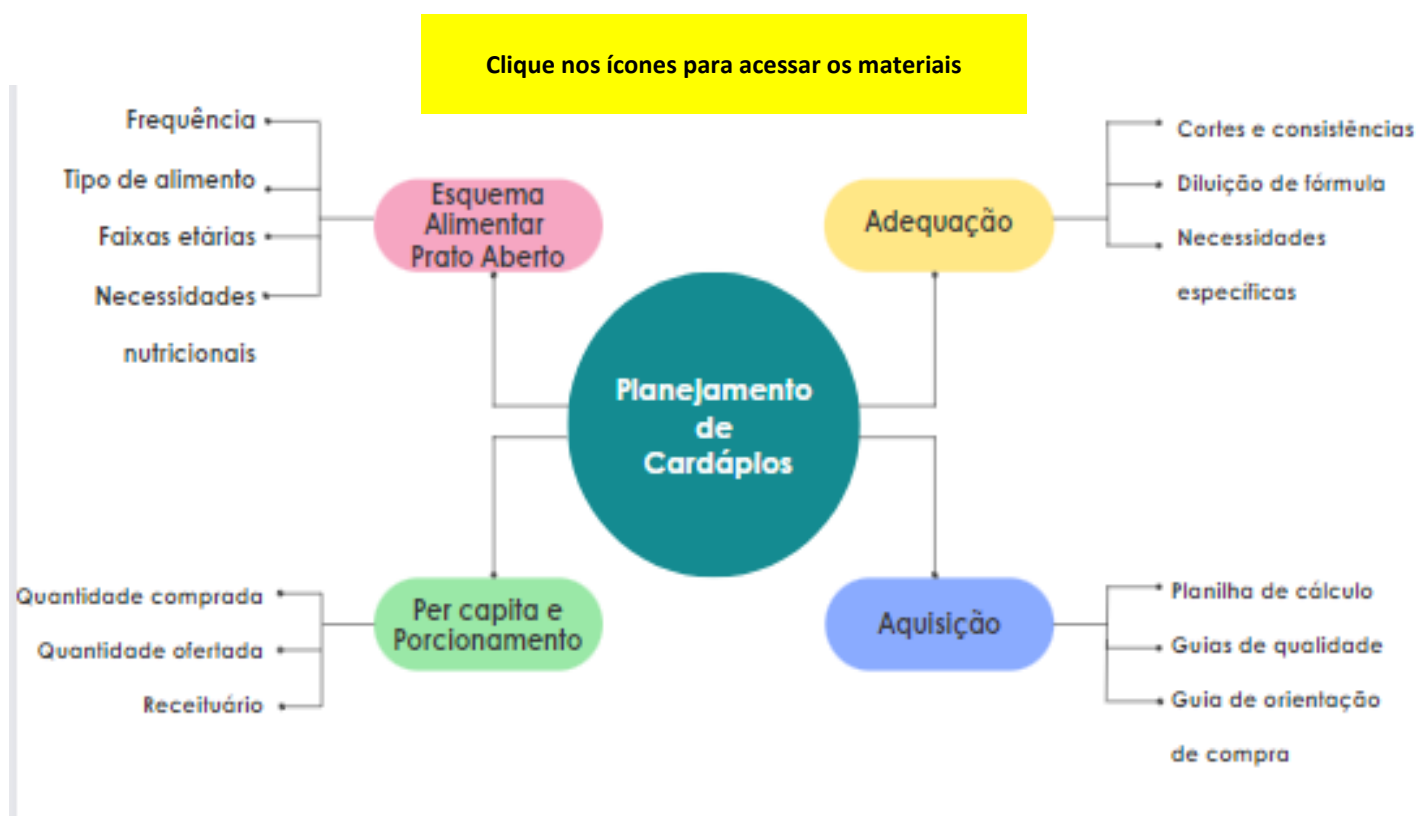 Clique nos ícones para acessar os materiais
Frequência
Tipo de alimento
Faixas etárias
Necessidades
nutricionais
Esquema
Alimentar
Prato Aberto
Adequação
Cortes e consistências
Diluição de fórmula
Necessidades
específicas
Planejamento
de
Cardápios
Quantidade comprada
Quantidade ofertada
Receituário
Per capita e
Porcionamento
Aquisição
Planilha de cálculo
Guias de qualidade
Guia de orientação
de compra